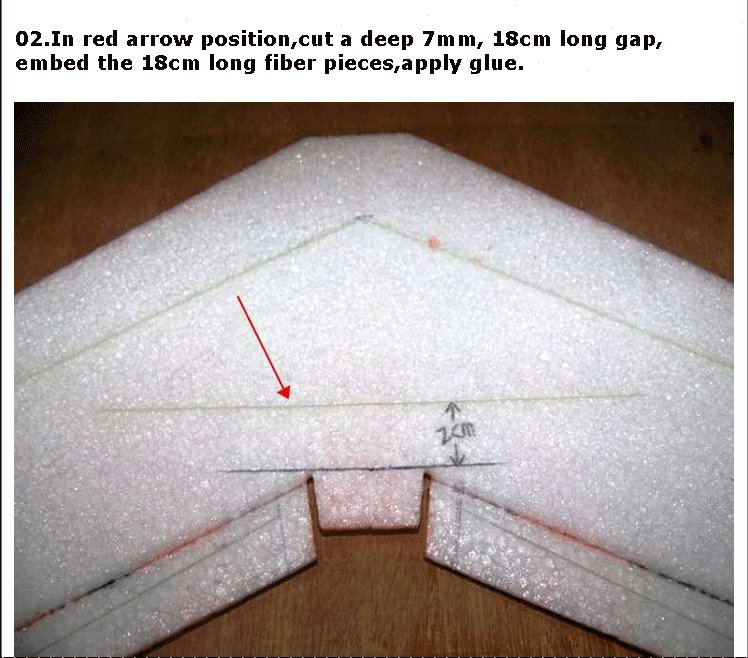 02.In red arrow position,cut a deep 7mm, 18cm long gap,
embed the 18cm long fiber pieces,apply glue.
2cm